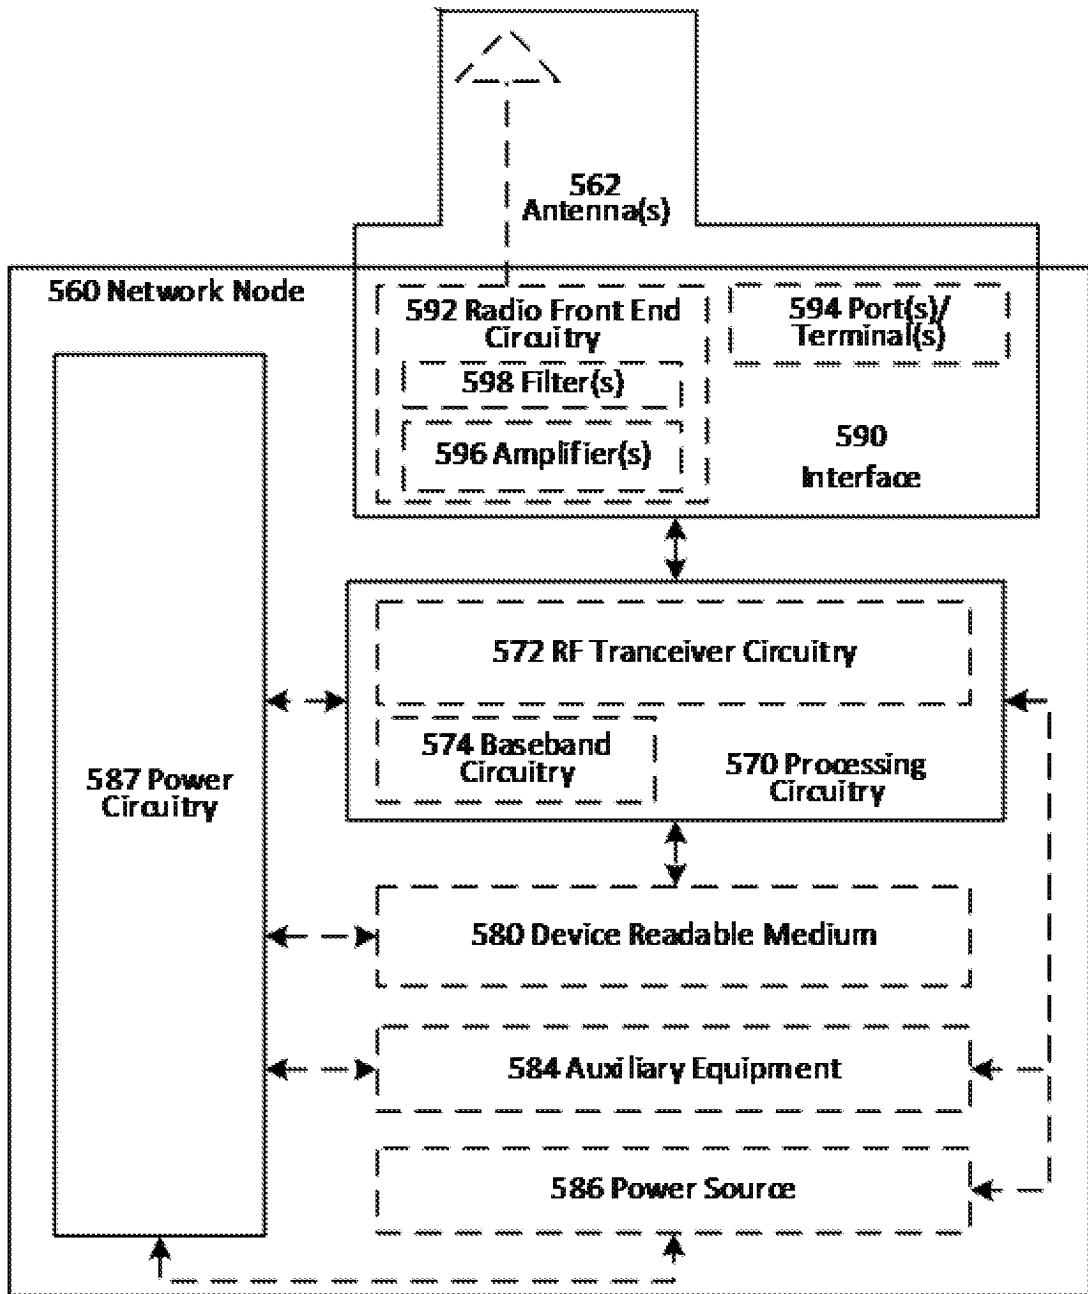 562
Antenna(s)
560 Network Node
592 Radio Front End
Circuitry
594 Port(s)/
Terminal(s)
598 Filter(s)
596 Amplifier(s)
590
Interface
572 RF Tranceiver Circuitry
574 Baseband
Circuitry
570 Processing
Circuitry
587 Power
Circuitry
580 Device Readable Medium
584 Auxiliary Equipment
586 Power Source